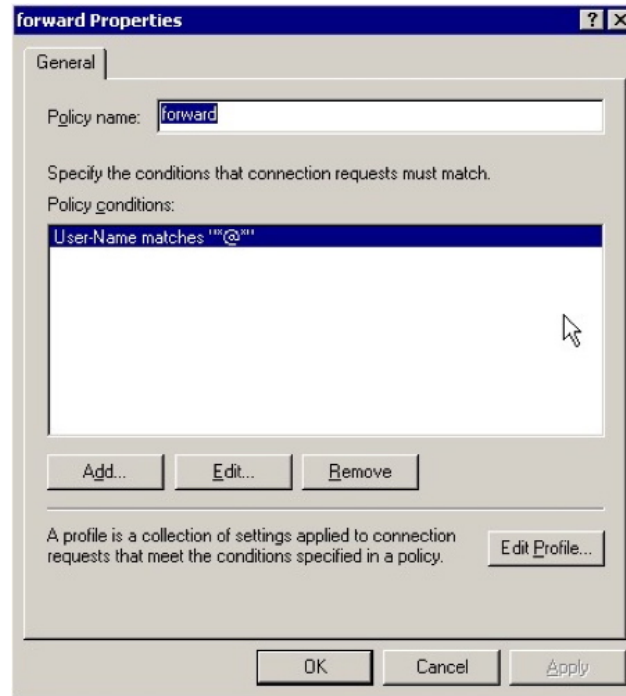 forward Properties
General
Policy name: forward
Specify the conditions that connection requests must match.
Policy conditions:
User-Name matches "*@*"
Add... Edit... Remove
A profile is a collection of settings applied to connection
requests that meet the conditions specified in a policy.
Edit Profile...
OK Cancel Apply